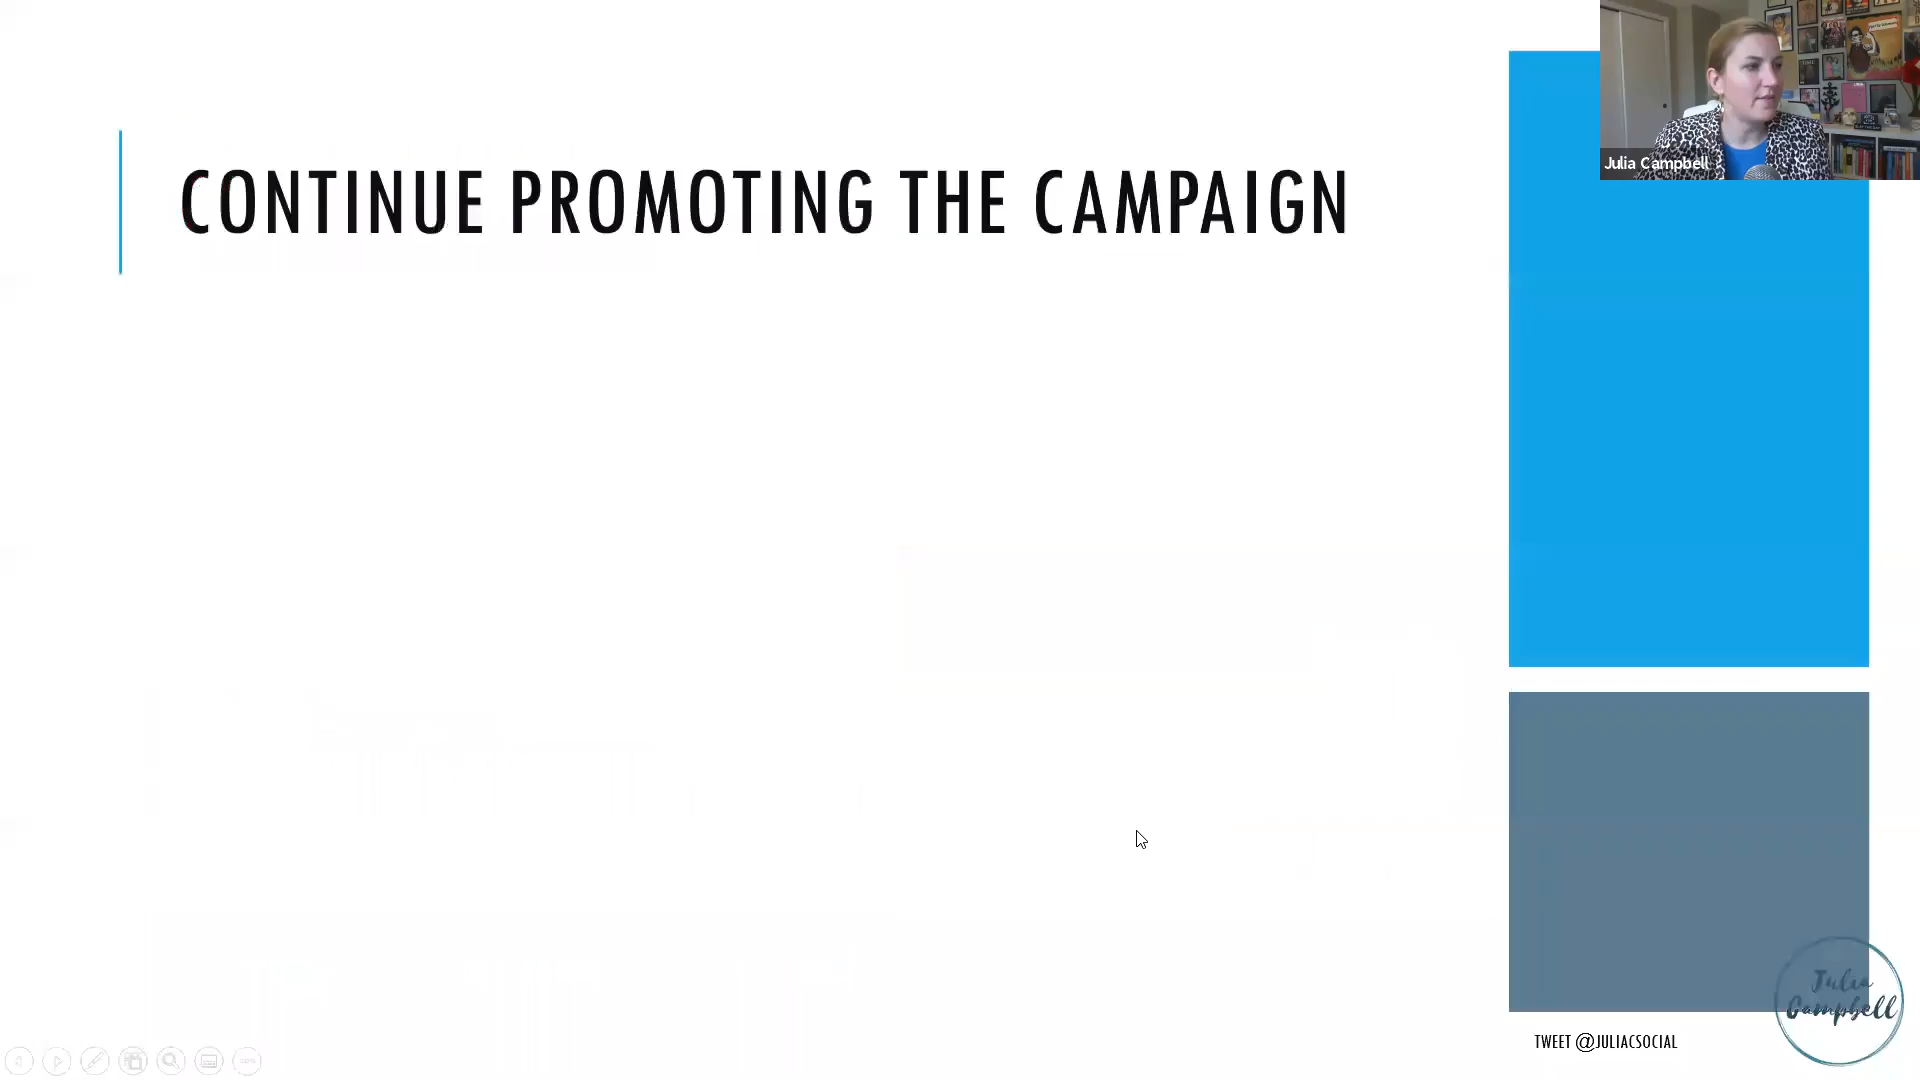 CONTINUE PROMOTING THE CAMPAIGN
Julia Campbell
Julia
Campbell
TWEET @JULIACSOCIAL